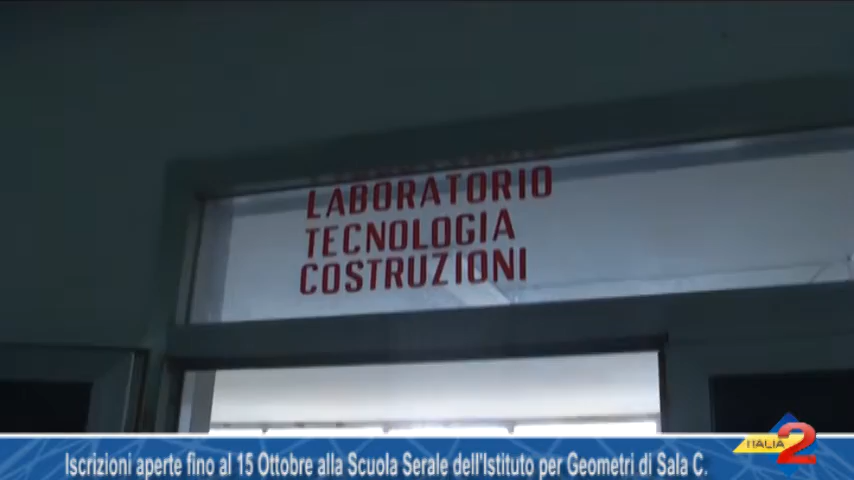 LABORATORIO
TECNOLOGIA
COSTRUZIONI
Iscrizioni aperte fino al 15 Ottobre alla Scuola Serale dell'Istituto per Geometri di Sala C.
ITALIA 2